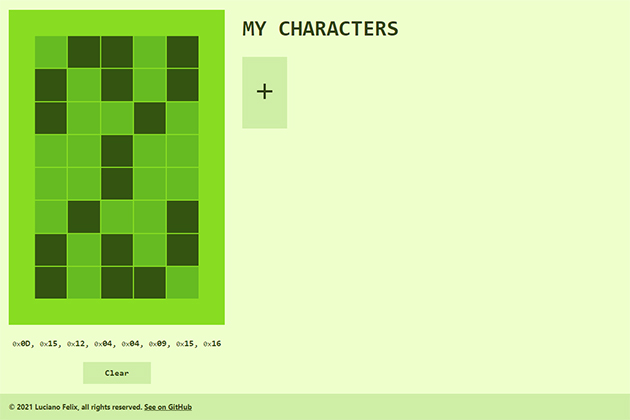 MY CHARACTERS
+
0x0D, 0x15, 0x12, 0x04, 0x04, 0x09, 0x15, 0x16
Clear
© 2021 Luciano Felix, all rights reserved. See on GitHub